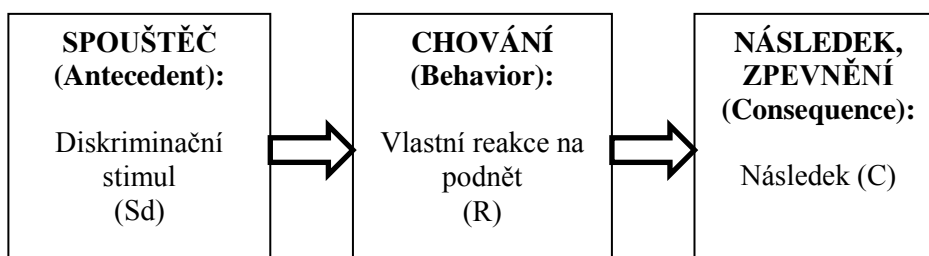 SPOUŠTĚČ
(Antecedent):
Diskriminační
stimul
(Sd)
CHOVÁNÍ
(Behavior):
Vlastní reakce na
podnět
(R)
NÁSLEDEK,
ZPEVNĚNÍ
(Consequence):
Následek (C)